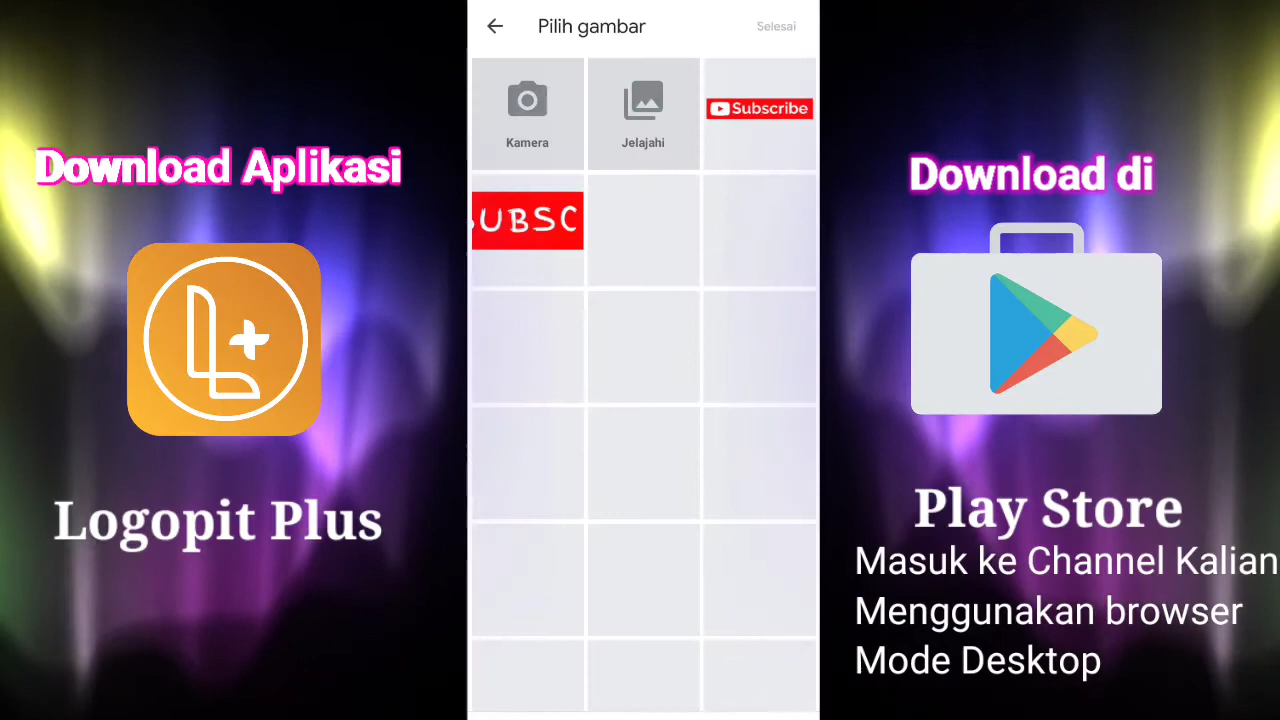 Pilih gambar
Selesai
Kamera
Jelajahi
Subscribe
UBSC
Download Aplikasi
L+
Logopit Plus
Download di
Play Store
Masuk ke Channel Kalian
Menggunakan browser
Mode Desktop